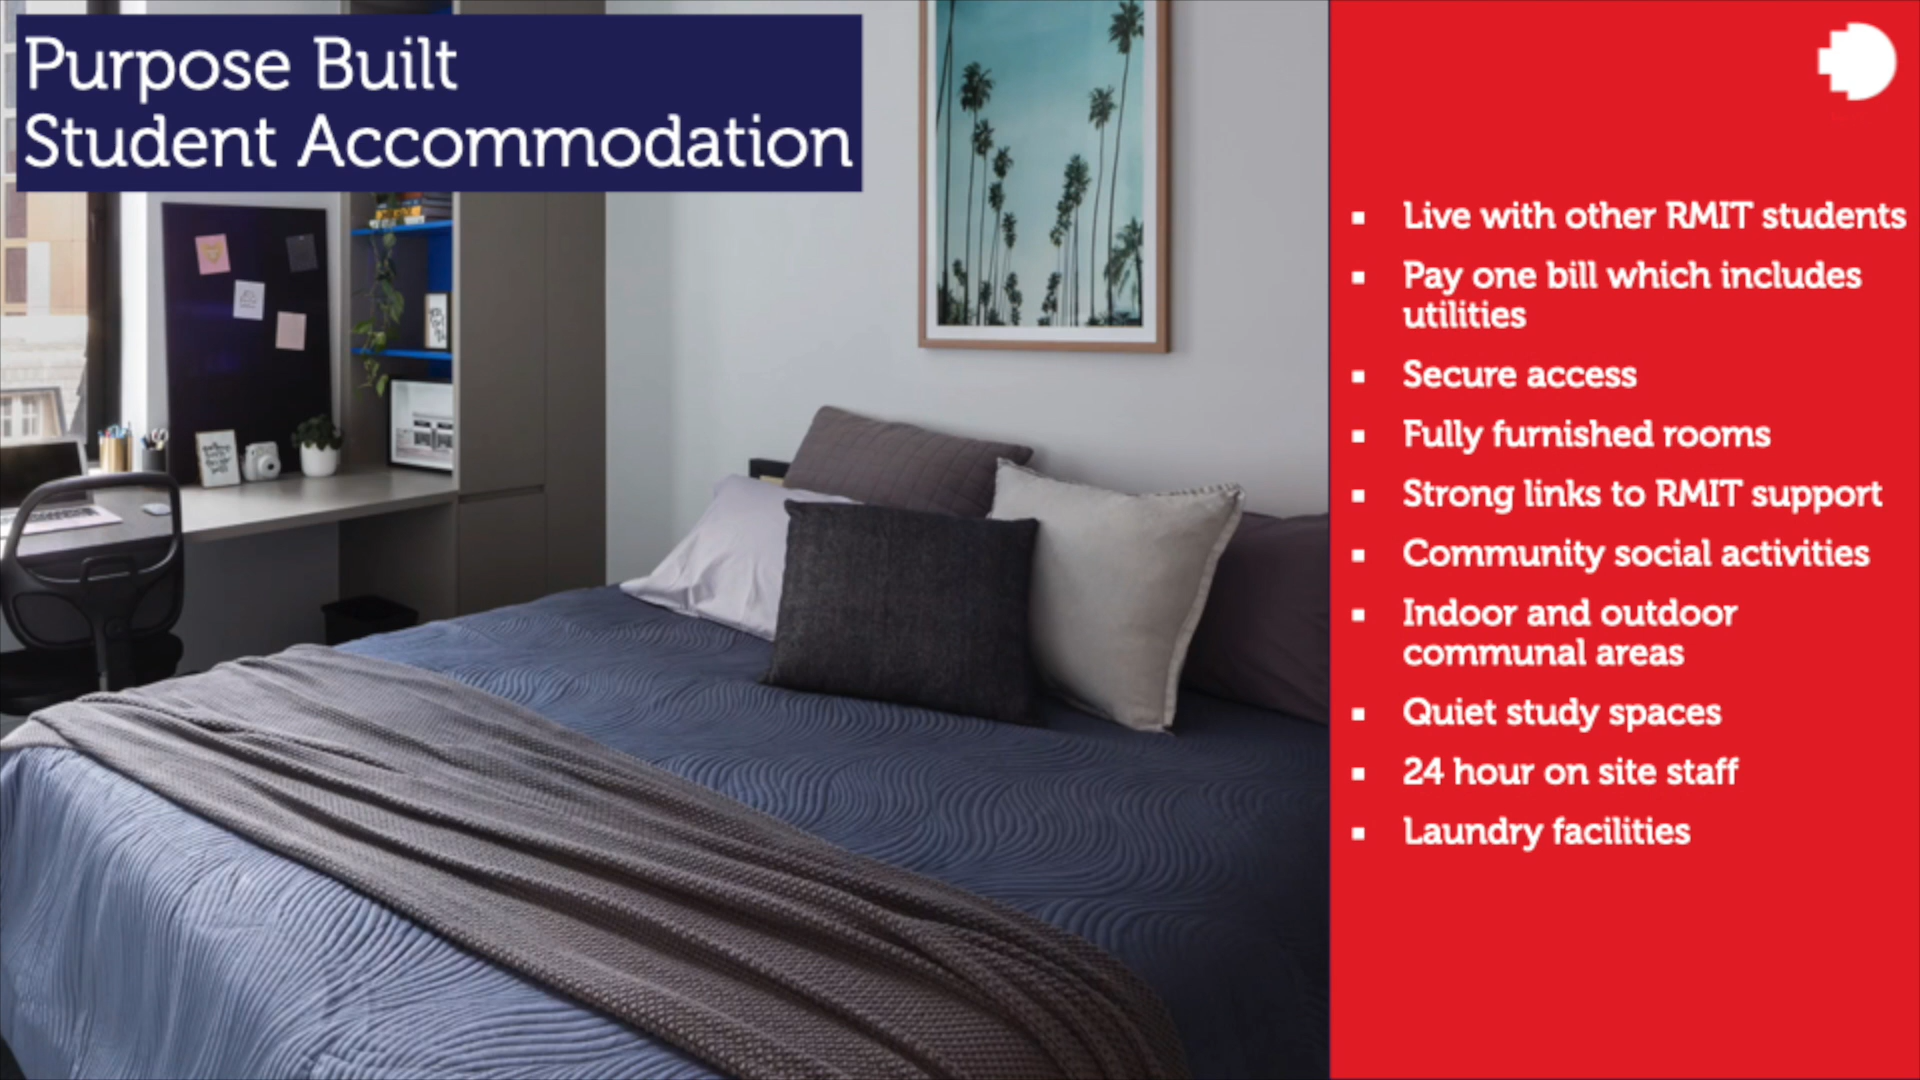 Purpose Built
Student Accommodation
Live with other RMIT students
Pay one bill which includes
utilities
Secure access
Fully furnished rooms
Strong links to RMIT support
Community social activities
Indoor and outdoor
communal areas
Quiet study spaces
24 hour on site staff
Laundry facilities